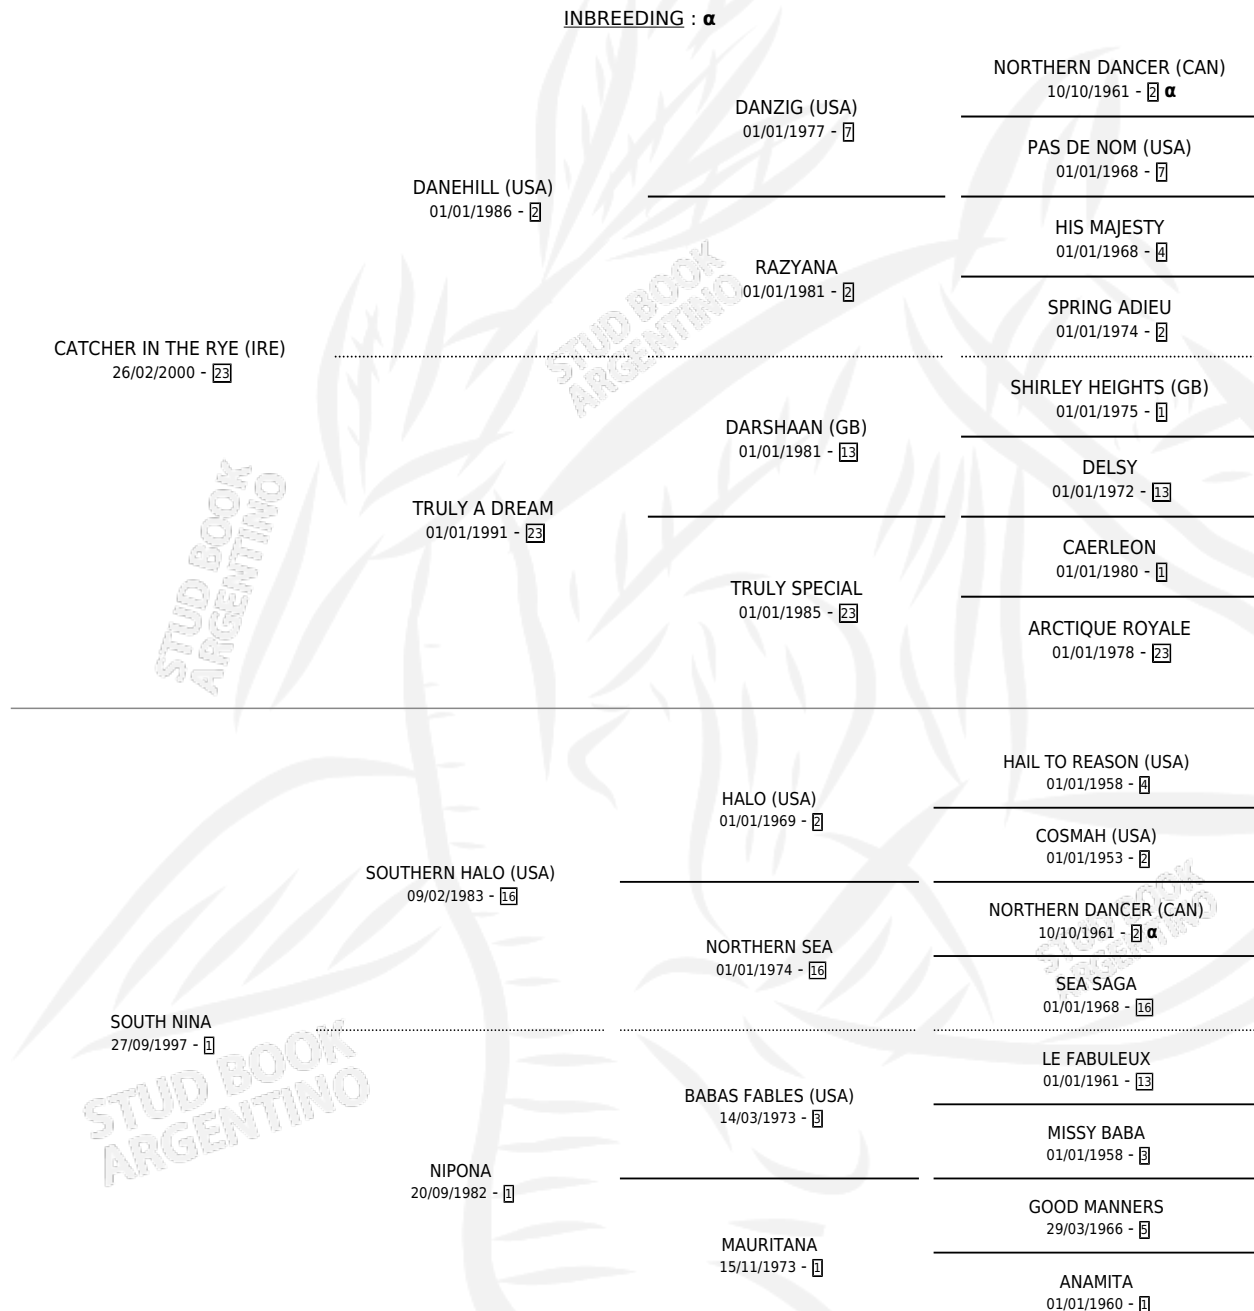 INBREEDING : α
NORTHERN DANCER (CAN)
10/10/1961 - 2 α
DANZIG (USA)
01/01/1977 - 7
PAS DE NOM (USA)
01/01/1968 - 7
DANEHILL (USA)
01/01/1986 - 2
HIS MAJESTY
01/01/1968 - 4
RAZYANA
01/01/1981 - 2
SPRING ADIEU
01/01/1974 - 2
CATCHER IN THE RYE (IRE)
26/02/2000 - 23
SHIRLEY HEIGHTS (GB)
01/01/1975 - 1
DARSHAAN (GB)
01/01/1981 - 13
DELSY
01/01/1972 - 13
TRULY A DREAM
01/01/1991 - 23
CAERLEON
01/01/1980 - 1
TRULY SPECIAL
01/01/1985 - 23
ARCTIQUE ROYALE
01/01/1978 - 23
HAIL TO REASON (USA)
01/01/1958 - 4
HALO (USA)
01/01/1969 - 2
COSMAH (USA)
01/01/1953 - 2
SOUTHERN HALO (USA)
09/02/1983 - 16
NORTHERN DANCER (CAN)
10/10/1961 - 2 α
NORTHERN SEA
01/01/1974 - 16
SEA SAGA
01/01/1968 - 16
SOUTH NINA
27/09/1997 - 1
LE FABULEUX
01/01/1961 - 13
BABAS FABLES (USA)
14/03/1973 - 3
MISSY BABA
01/01/1958 - 3
NIPONA
20/09/1982 - 1
GOOD MANNERS
29/03/1966 - 5
MAURITANA
15/11/1973 - 1
ANAMITA
01/01/1960 - 1
STUD BOOK
ARGENTINO
STUD BOOK
ARGENTINO
STUD BOOK
ARGENTINO
STUD BOOK
ARGENTINO